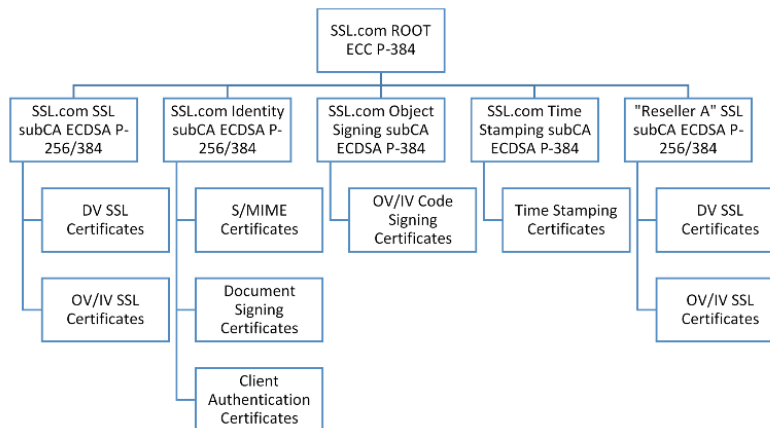 SSL.com ROOT
ECC P-384
SSL.com SSL
subCA ECDSA P-
256/384
SSL.com Identity
subCA ECDSA P-
256/384
SSL.com Object
Signing subCA
ECDSA P-384
SSL.com Time
Stamping subCA
ECDSA P-384
"Reseller A" SSL
subCA ECDSA P-
256/384
DV SSL
Certificates
S/MIME
Certificates
OV/IV Code
Signing
Certificates
Time Stamping
Certificates
DV SSL
Certificates
OV/IV SSL
Certificates
Document
Signing
Certificates
OV/IV SSL
Certificates
Client
Authentication
Certificates